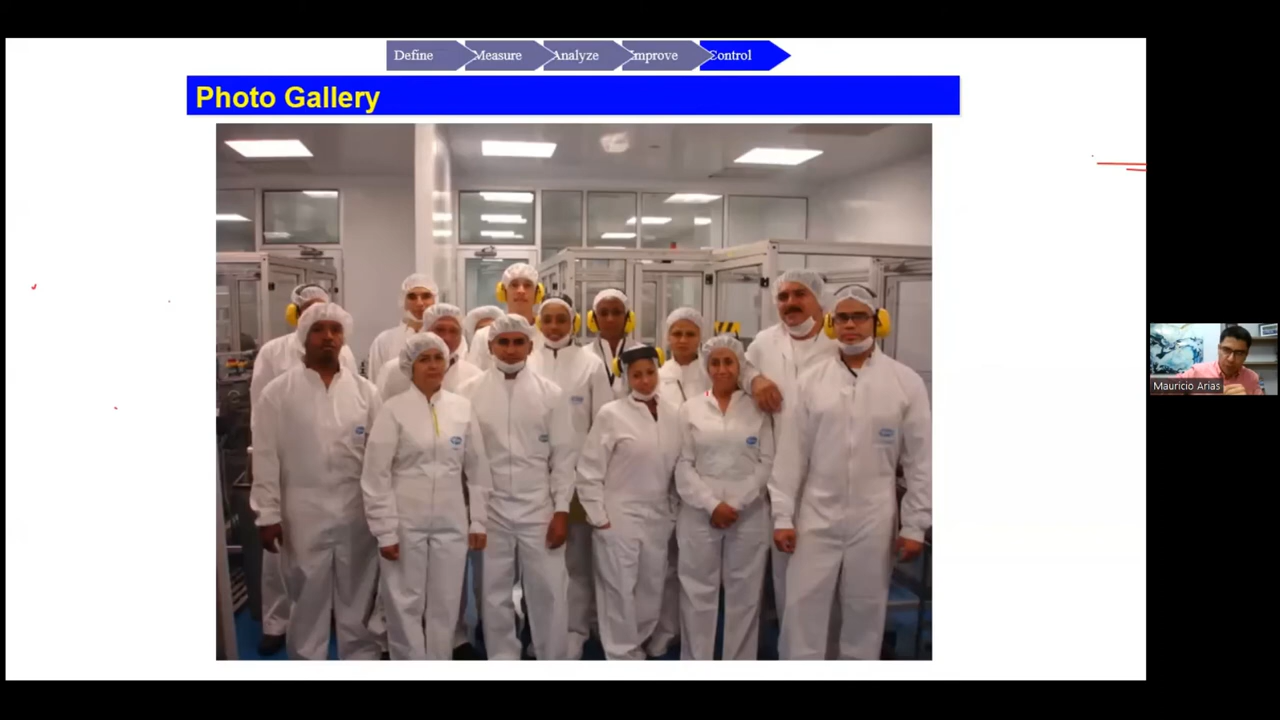 Define Measure Analyze Improve Control
Photo Gallery
Mauricio Arias